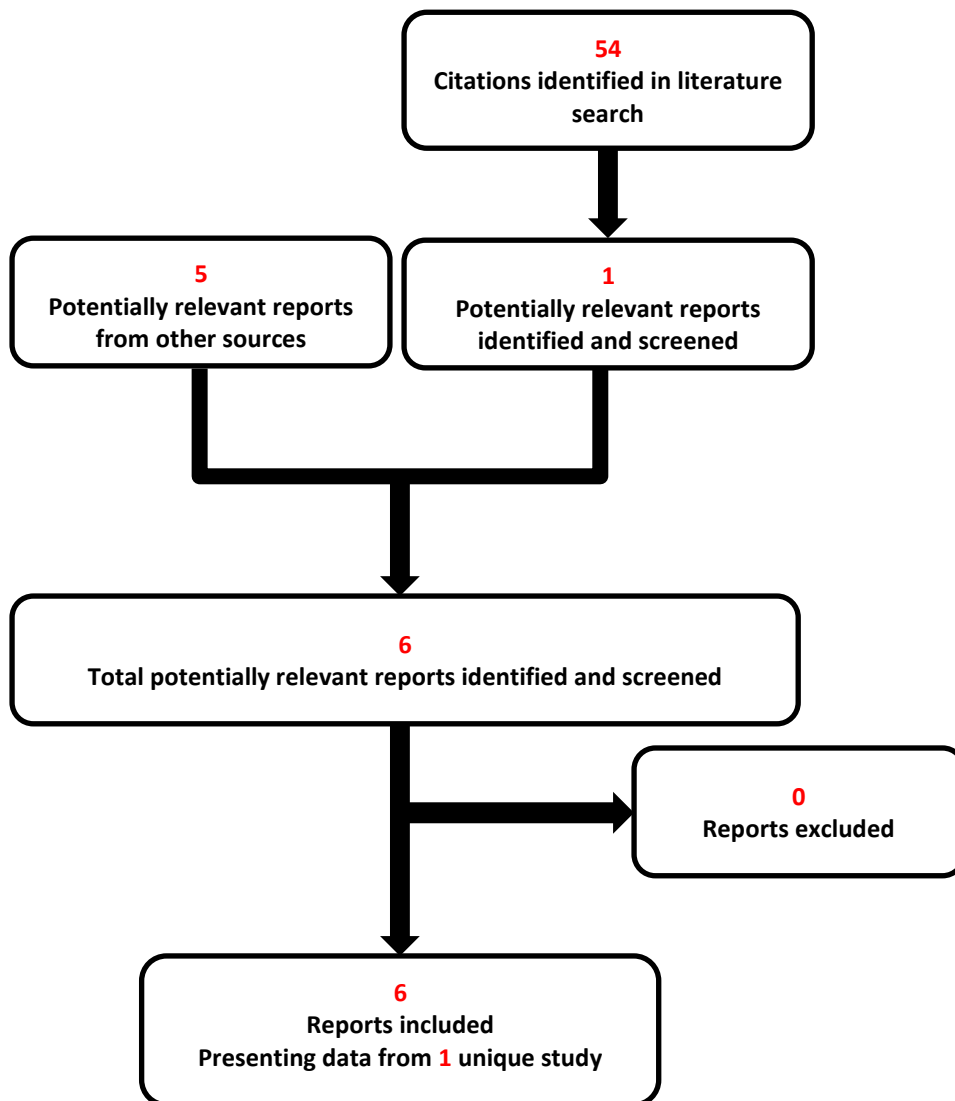 54
Citations identified in literature
search
5
Potentially relevant reports
from other sources
1
Potentially relevant reports
identified and screened
6
Total potentially relevant reports identified and screened
0
Reports excluded
6
Reports included
Presenting data from 1 unique study